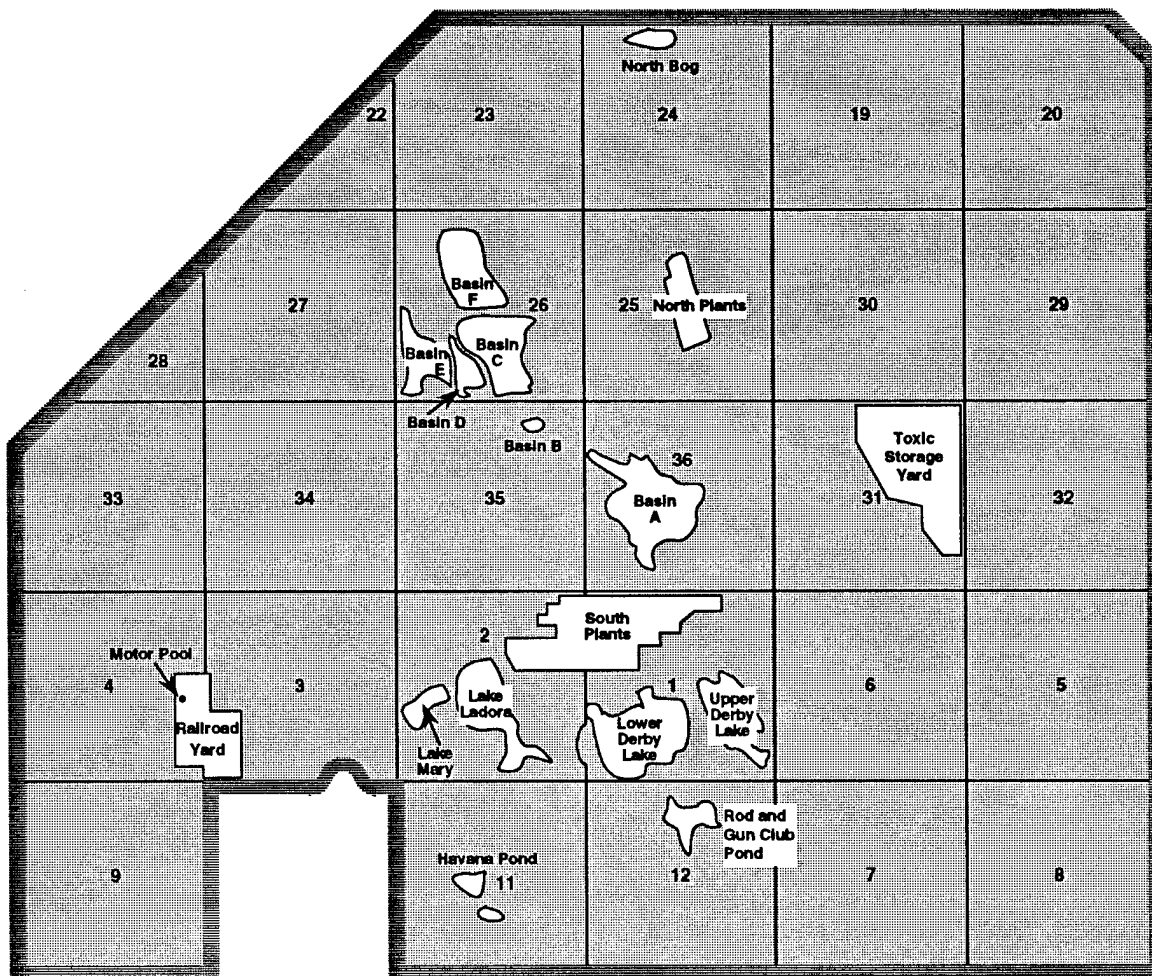 North Bog
22
23
24
19
20
27
Basin
F
26
25
North Plants
30
29
28
Basin
E
Basin
C
Basin D
Basin B
36
Toxic
Storage
Yard
33
34
35
Basin
A
31
32
South
Plants
2
Motor Pool
4
3
Lake
Ladora
1
Upper
Derby
Lake
6
5
Railroad
Yard
Lake
Mary
Lower
Derby
Lake
Rod and
Gun Club
Pond
Havana Pond
9
11
12
7
8